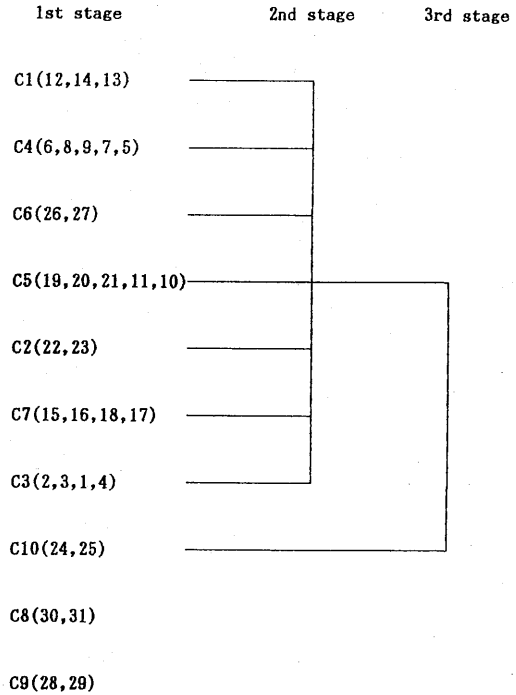 1st stage 2nd stage 3rd stage
C1(12,14,13)
C4(6,8,9,7,5)
C6(26,27)
C5(19,20,21,11,10)
C2(22,23)
C7(15,16,18,17)
C3(2,3,1,4)
C10(24,25)
C8(30,31)
C9(28,29)